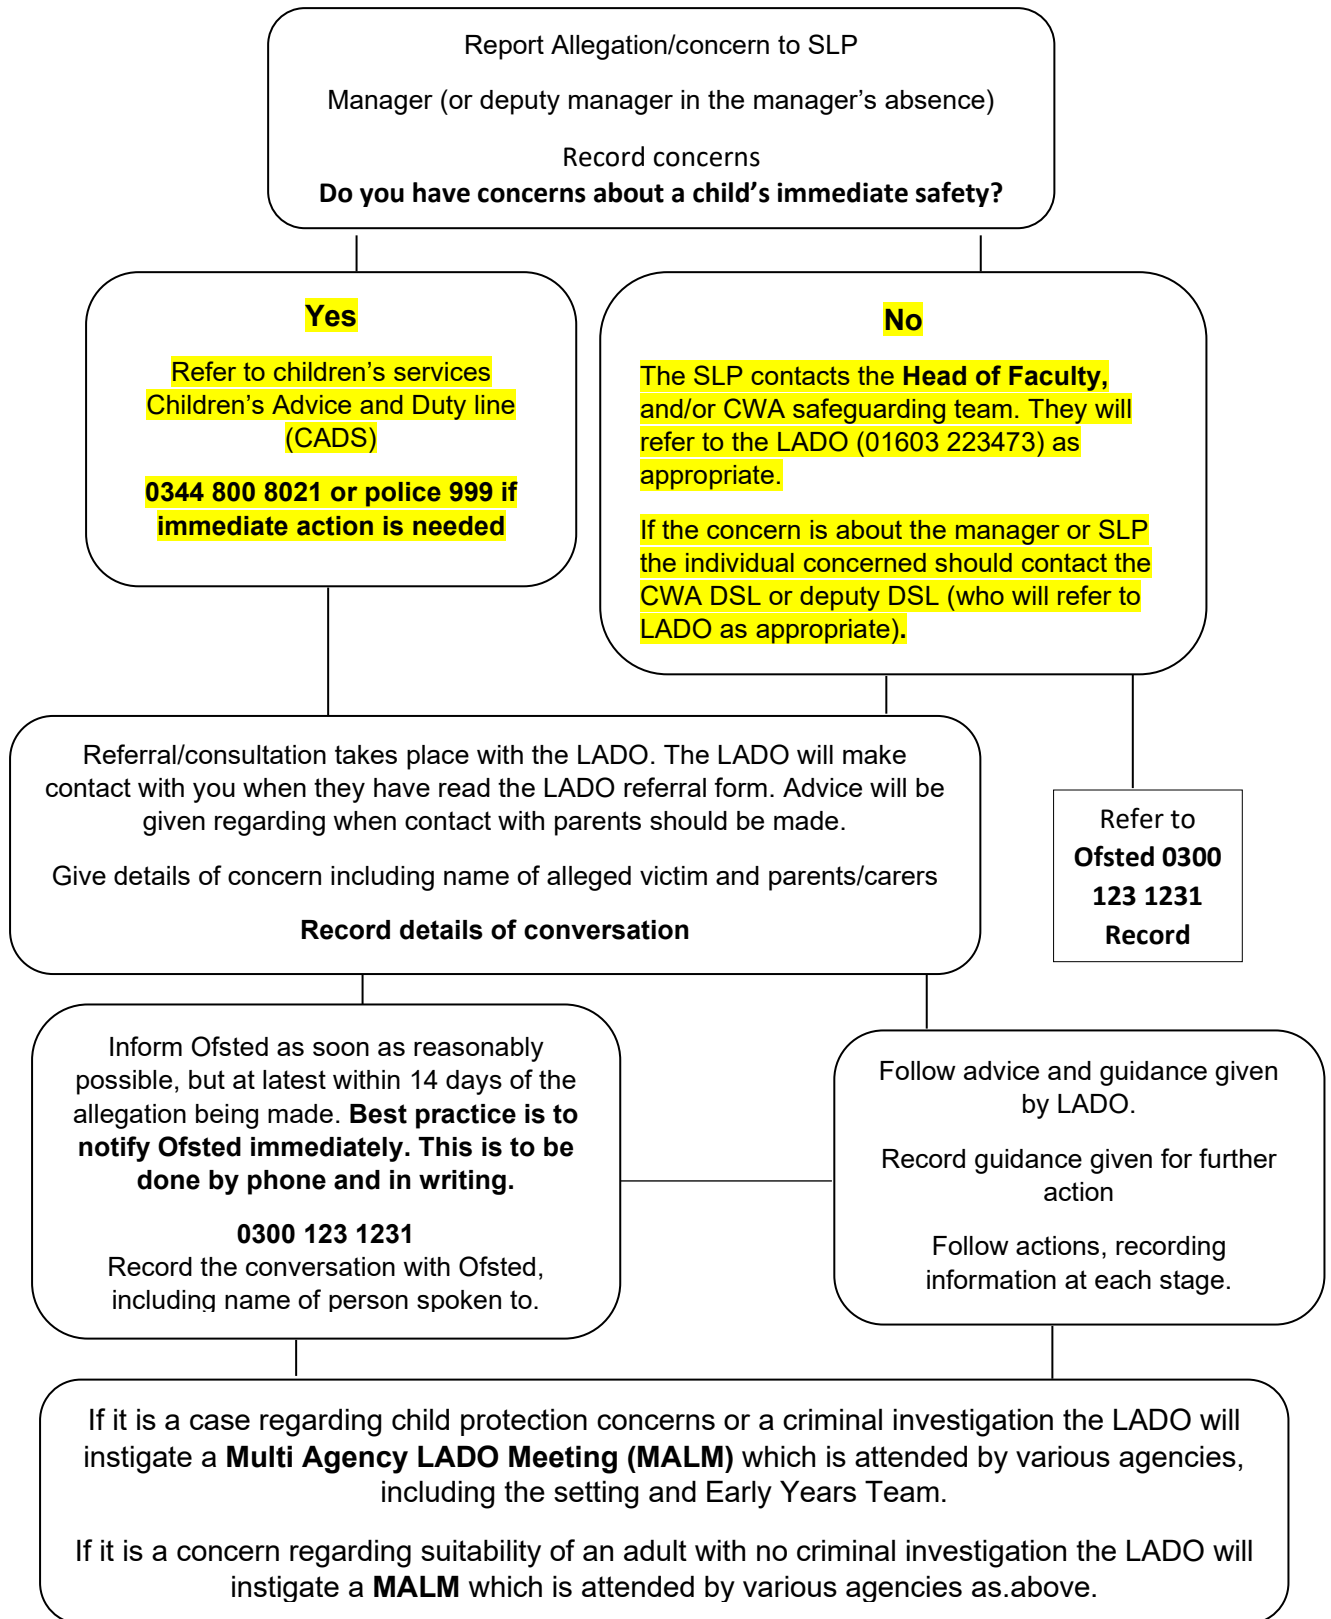 Report Allegation/concern to SLP
Manager (or deputy manager in the manager’s absence)
Record concerns
Do you have concerns about a child’s immediate safety?
Yes
Refer to children’s services
Children’s Advice and Duty line
(CADS)
0344 800 8021 or police 999 if
immediate action is needed
No
The SLP contacts the Head of Faculty,
and/or CWA safeguarding team. They will
refer to the LADO (01603 223473) as
appropriate.
If the concern is about the manager or SLP
the individual concerned should contact the
CWA DSL or deputy DSL (who will refer to
LADO as appropriate).
Referral/consultation takes place with the LADO. The LADO will make
contact with you when they have read the LADO referral form. Advice will be
given regarding when contact with parents should be made.
Give details of concern including name of alleged victim and parents/carers
Record details of conversation
Refer to
Ofsted 0300
123 1231
Record
Inform Ofsted as soon as reasonably
possible, but at latest within 14 days of the
allegation being made. Best practice is to
notify Ofsted immediately. This is to be
done by phone and in writing.
0300 123 1231
Record the conversation with Ofsted,
including name of person spoken to.
Follow advice and guidance given
by LADO.
Record guidance given for further
action
Follow actions, recording
information at each stage.
If it is a case regarding child protection concerns or a criminal investigation the LADO will
instigate a Multi Agency LADO Meeting (MALM) which is attended by various agencies,
including the setting and Early Years Team.
If it is a concern regarding suitability of an adult with no criminal investigation the LADO will
instigate a MALM which is attended by various agencies as.above.